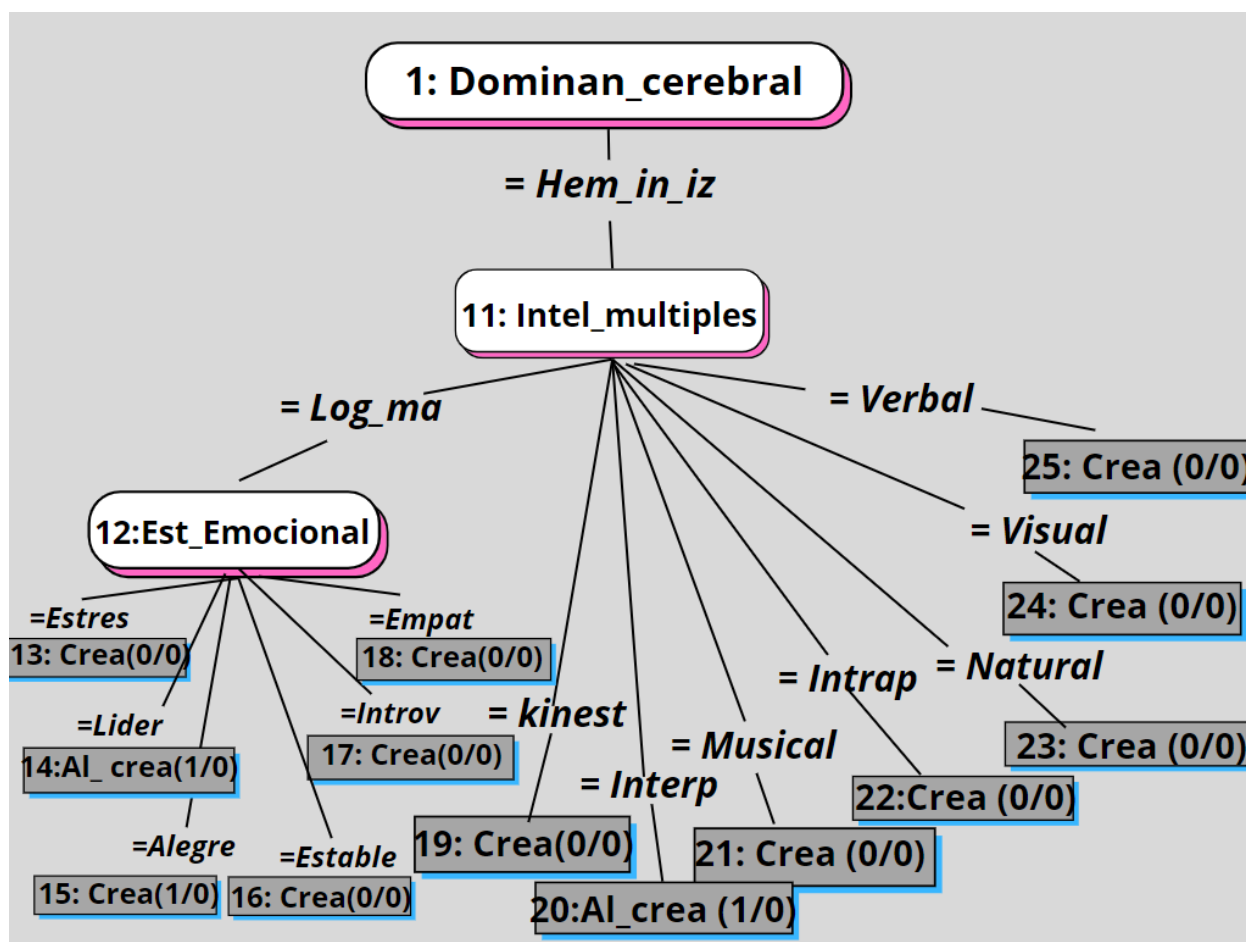 1: Dominan_cerebral
= Hem_in_iz
11: Intel_multiples
= Log_ma
= Verbal
25: Crea (0/0)
12:Est_Emocional
= Visual
24: Crea (0/0)
=Estres
13: Crea(0/0)
=Empat
18: Crea(0/0)
= Intrap
= Natural
=Lider
14:Al_ crea(1/0)
=Introv
17: Crea(0/0)
= kinest
= Musical
23: Crea (0/0)
= Interp
22:Crea (0/0)
=Alegre
15: Crea(1/0)
=Estable
16: Crea(0/0)
19: Crea(0/0)
21: Crea (0/0)
20:Al_crea (1/0)